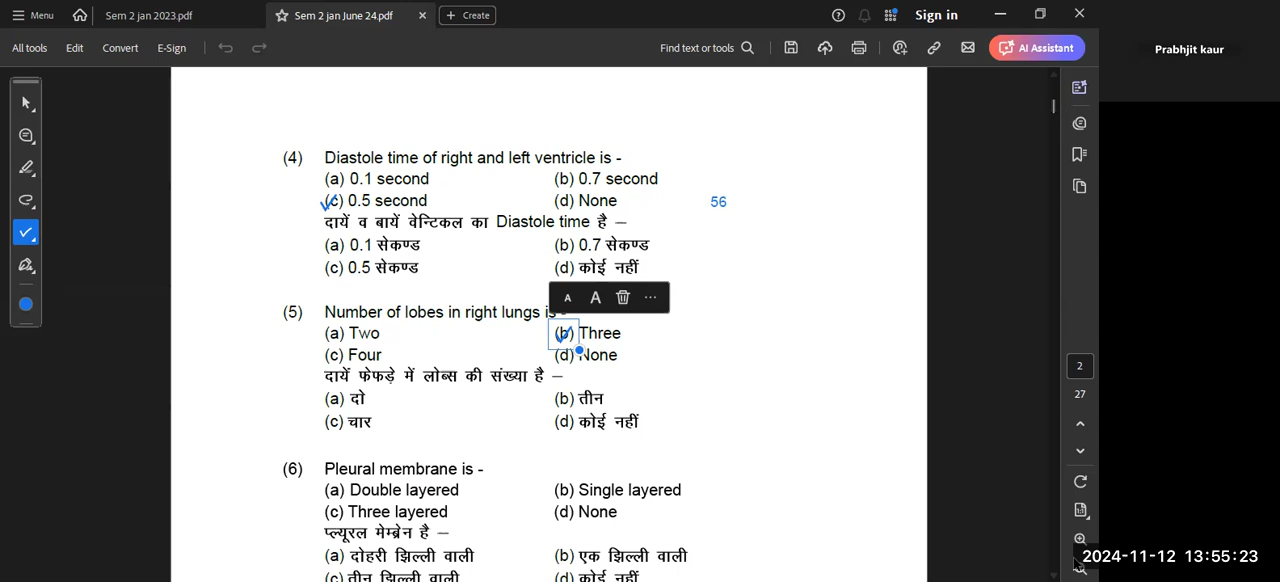 Menu Sem 2 jan 2023.pdf Sem 2 jan June 24.pdf Create Sign in
All tools Edit Convert E-Sign Find text or tools AI Assistant
Prabhjit kaur
(4) Diastole time of right and left ventricle is -
(a) 0.1 second (b) 0.7 second
(c) 0.5 second (d) None 56
दायें व बायें वेन्टिकल का Diastole time है –
(a) 0.1 सेकण्ड (b) 0.7 सेकण्ड
(c) 0.5 सेकण्ड (d) कोई नहीं
A A
(5) Number of lobes in right lungs is -
(a) Two (b) Three
(c) Four (d) None
दायें फेफड़े में लोब्स की संख्या है –
(a) दो (b) तीन
(c) चार (d) कोई नहीं
2
27
(6) Pleural membrane is -
(a) Double layered (b) Single layered
(c) Three layered (d) None
प्ल्यूरल मेम्ब्रेन है –
(a) दोहरी झिल्ली वाली (b) एक झिल्ली वाली
(c) तीन झिल्ली वाली (d) कोई नहीं
2024-11-12 13:55:23